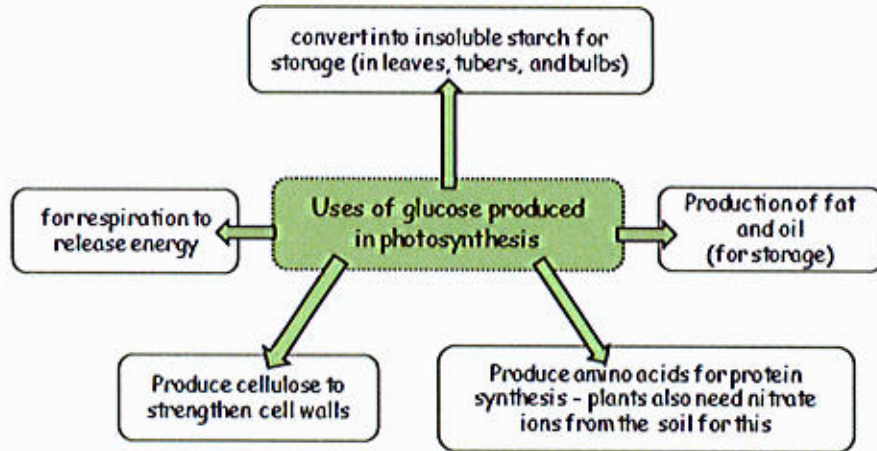 convert into insoluble starch for
storage (in leaves, tubers, and bulbs)
Uses of glucose produced
in photosynthesis
for respiration to
release energy
Production of fat
and oil
(for storage)
Produce cellulose to
strengthen cell walls
Produce amino acids for protein
synthesis - plants also need nitrate
ions from the soil for this